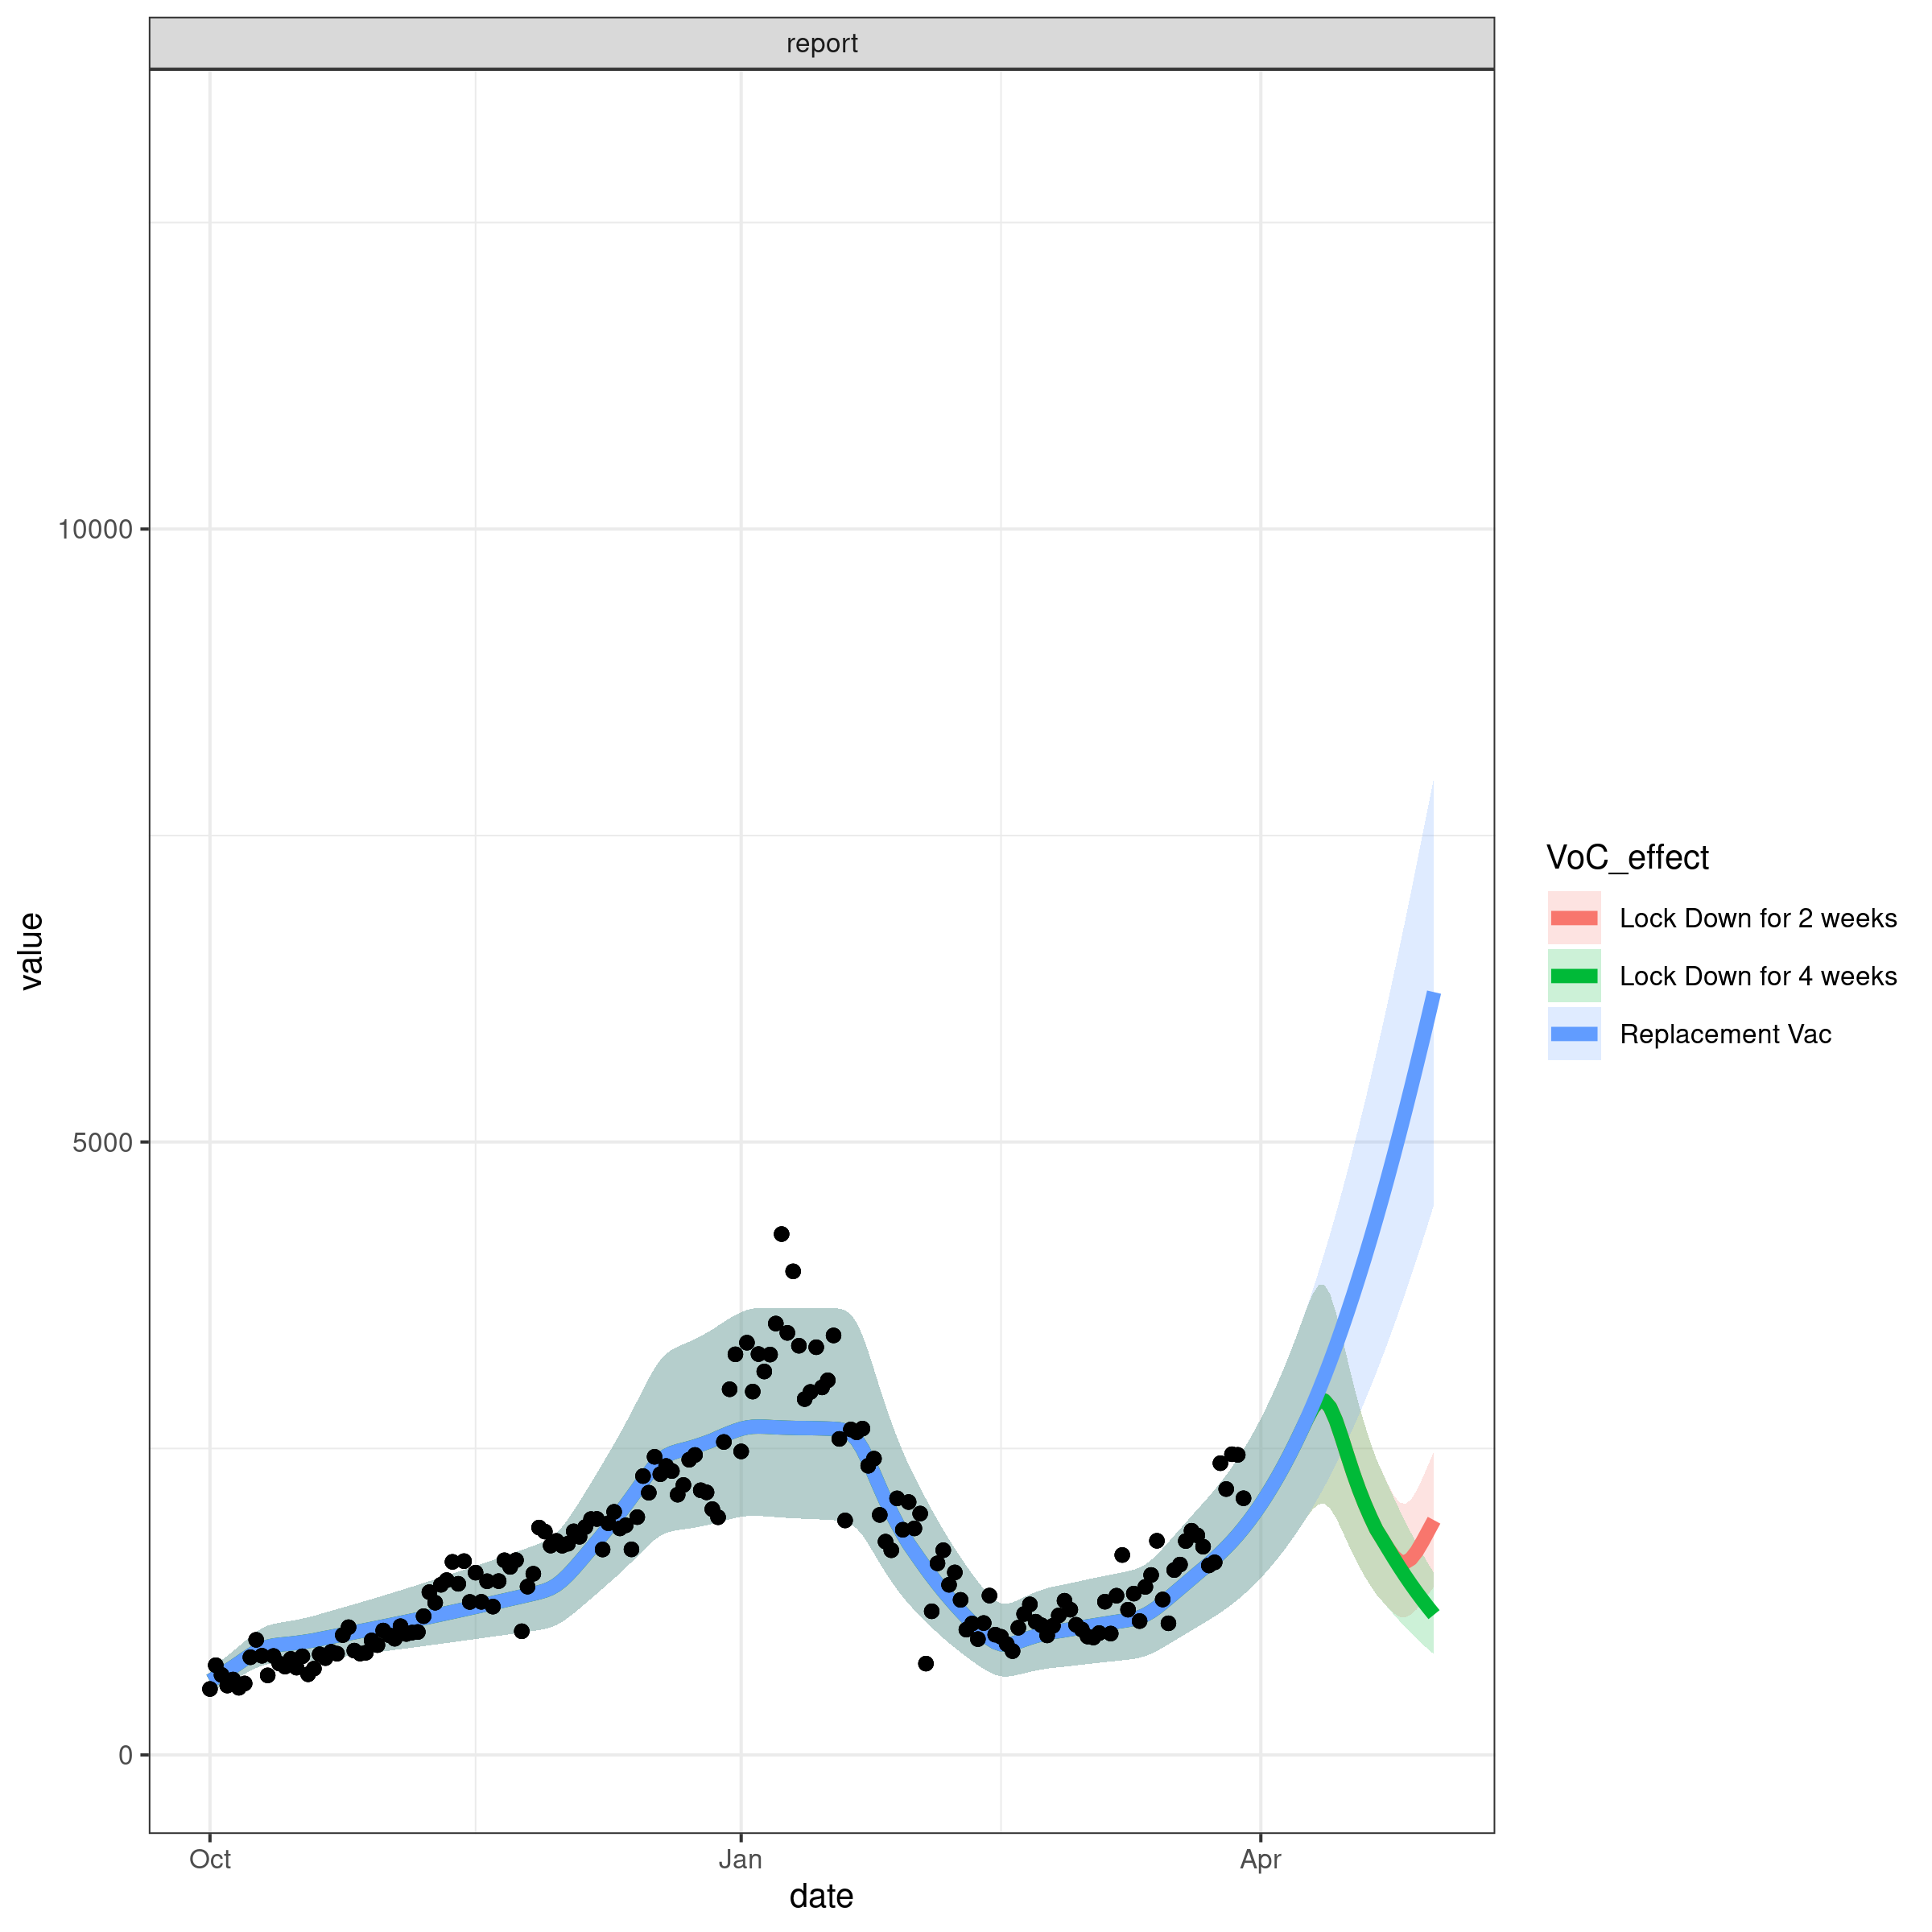 report
value
10000
5000
0
Oct
Jan
Apr
date
VoC_effect
Lock Down for 2 weeks
Lock Down for 4 weeks
Replacement Vac